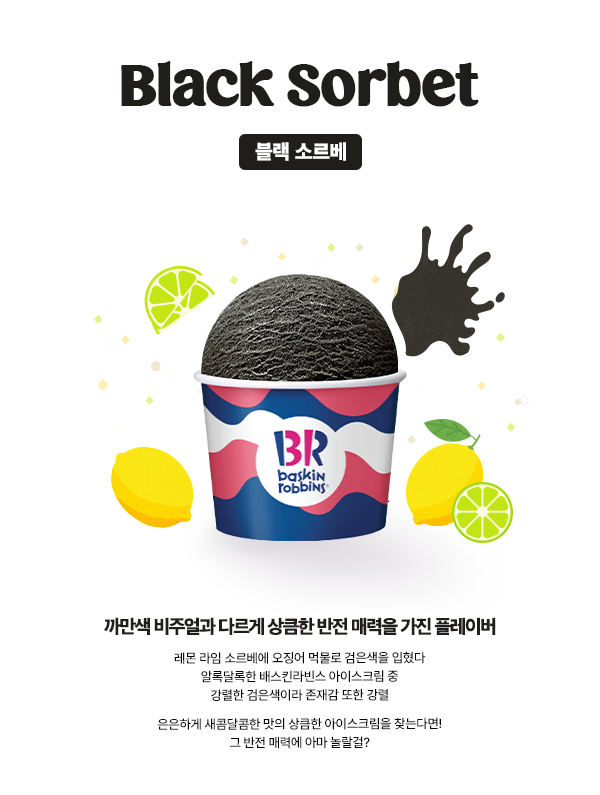 Black Sorbet
블랙 소르베
BR
baskin
robbins®
까만색 비주얼과 다르게 상큼한 반전 매력을 가진 플레이버
레몬 라임 소르베에 오징어 먹물로 검은색을 입혔다
알록달록한 배스킨라빈스 아이스크림 중
강렬한 검은색이라 존재감 또한 강렬
은은하게 새콤달콤한 맛의 상큼한 아이스크림을 찾는다면!
그 반전 매력에 아마 놀랄걸?